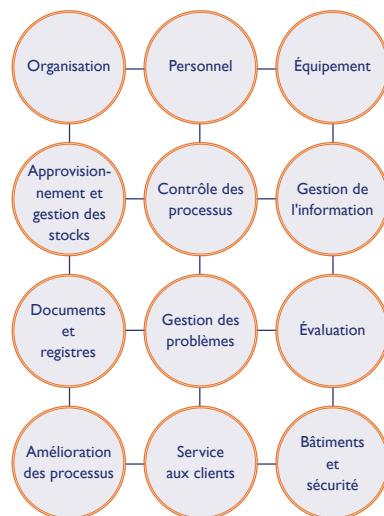 Organisation
Personnel
Équipement
Approvision-
nement et
gestion des
stocks
Contrôle des
processus
Gestion de
l'information
Documents
et
registres
Gestion des
problèmes
Évaluation
Amélioration
des processus
Service
aux clients
Bâtiments
et
sécurité